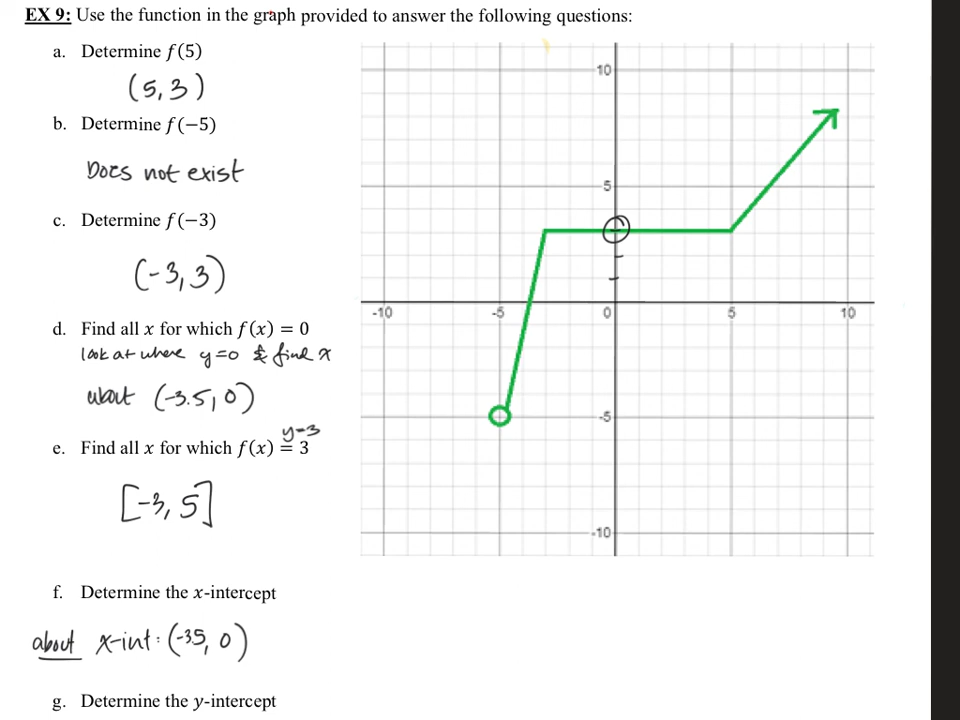 EX 9: Use the function in the graph provided to answer the following questions:
a. Determine f(5)
(5, 3)
b. Determine f(−5)
Does not exist
c. Determine f(−3)
(-3, 3)
d. Find all x for which f(x) = 0
look at where y=0 & find x
about (-3.5, 0)
y=3
e. Find all x for which f(x) = 3
[-3, 5]
f. Determine the x-intercept
about x-int: (-3.5, 0)
g. Determine the y-intercept
10
5
-10 -5 0 5 10
-5
-10